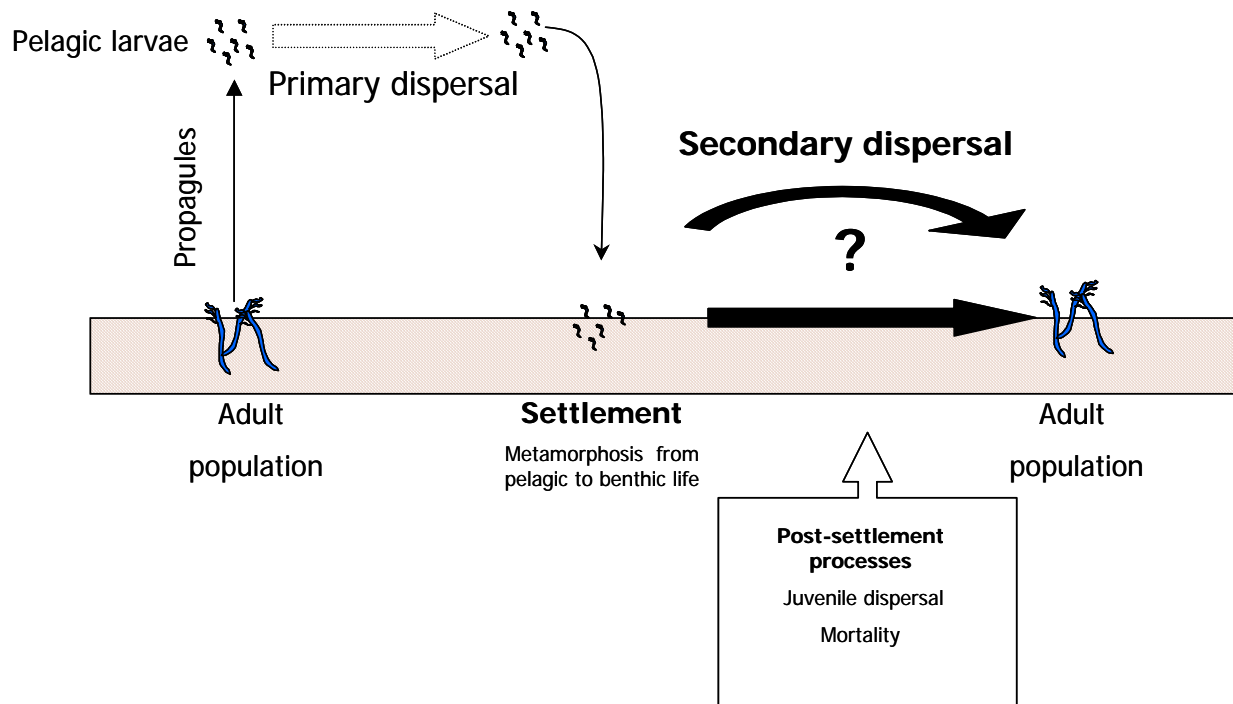 Pelagic larvae
Primary dispersal
Propagules
Secondary dispersal
?
Adult
population
Settlement
Metamorphosis from
pelagic to benthic life
Adult
population
Post-settlement
processes
Juvenile dispersal
Mortality